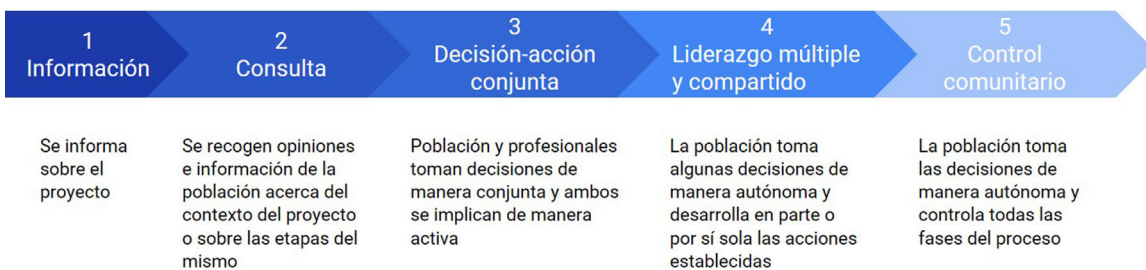 1
Información
2
Consulta
3
Decisión-acción
conjunta
4
Liderazgo múltiple
y compartido
5
Control
comunitario
Se informa
sobre el
proyecto
Se recogen opiniones
e información de la
población acerca del
contexto del proyecto
o sobre las etapas del
mismo
Población y profesionales
toman decisiones de
manera conjunta y ambos
se implican de manera
activa
La población toma
algunas decisiones de
manera autónoma y
desarrolla en parte o
por sí sola las acciones
establecidas
La población toma
las decisiones de
manera autónoma y
controla todas las
fases del proceso